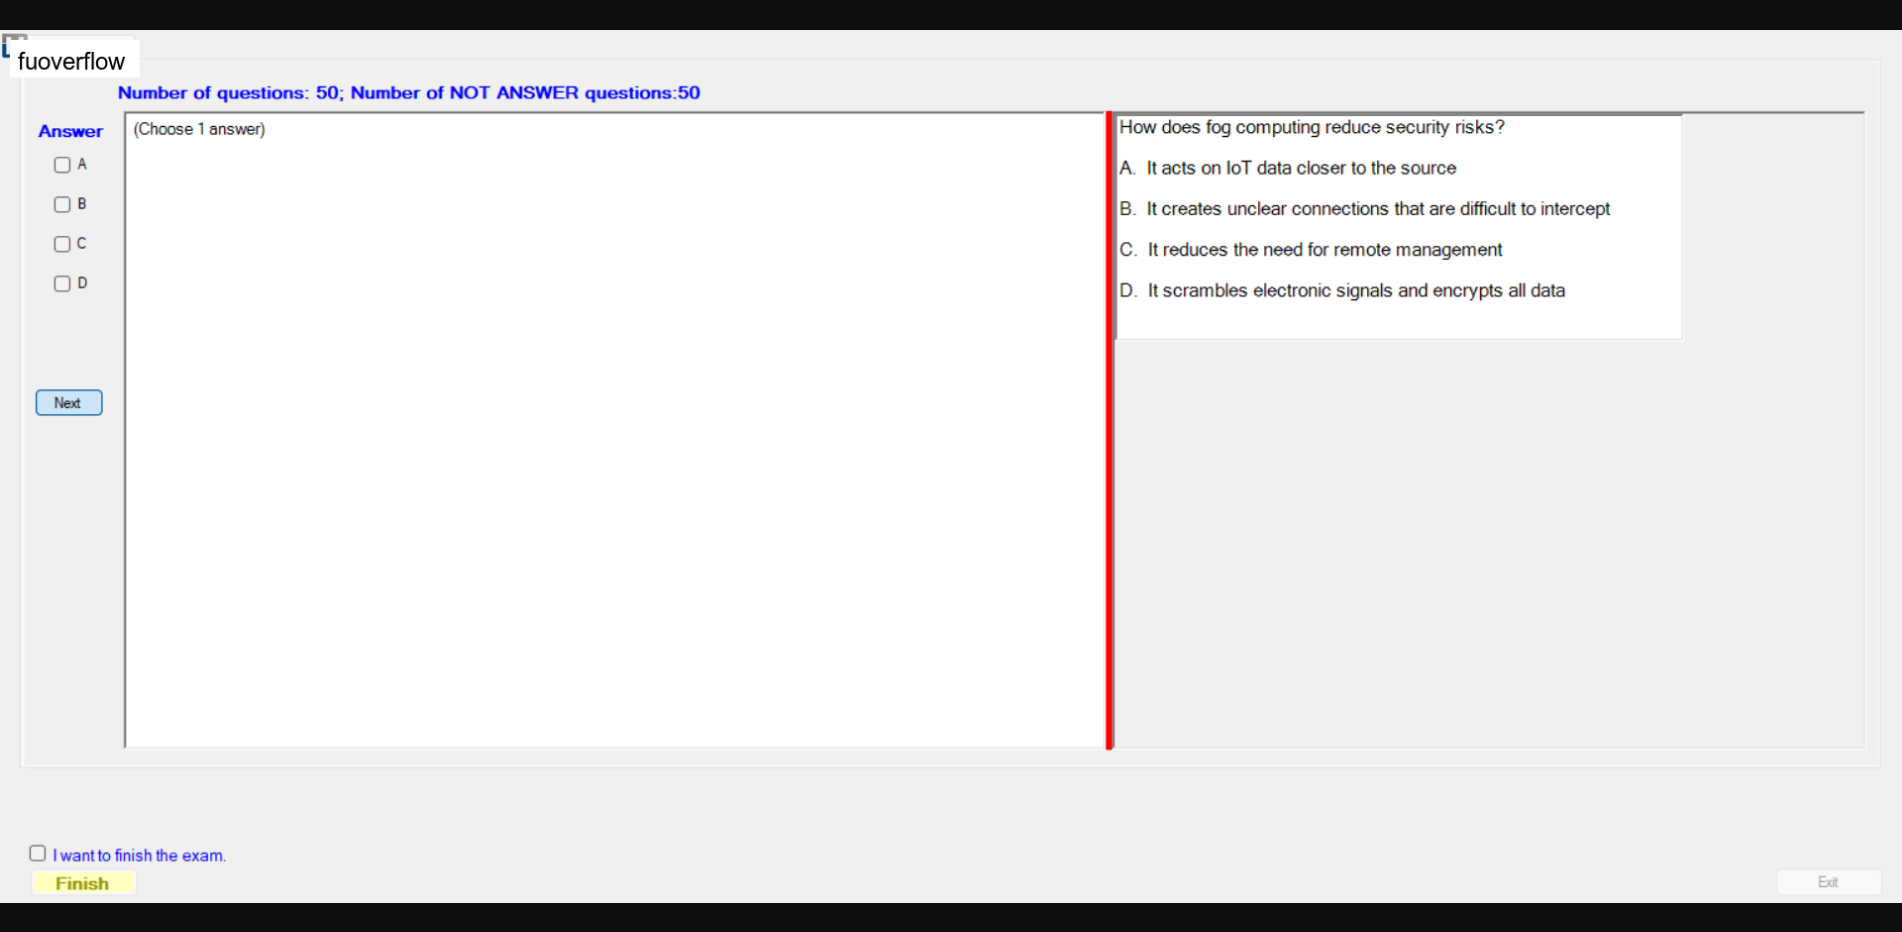 fuoverflow
Number of questions: 50; Number of NOT ANSWER questions:50
Answer
(Choose 1 answer)
A
B
C
D
Next
How does fog computing reduce security risks?
A. It acts on IoT data closer to the source
B. It creates unclear connections that are difficult to intercept
C. It reduces the need for remote management
D. It scrambles electronic signals and encrypts all data
I want to finish the exam.
Finish
Exit